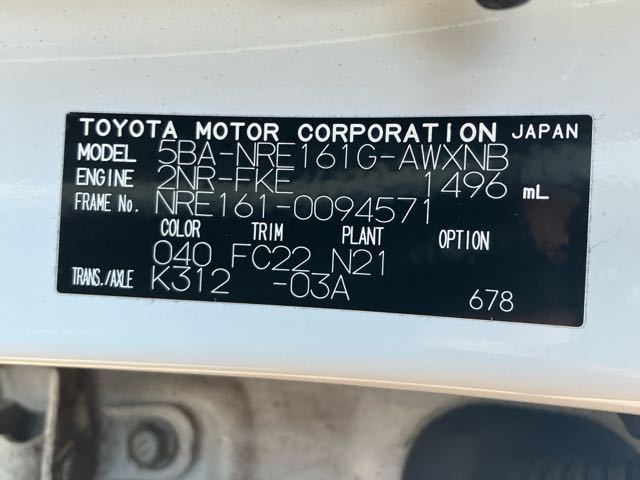 TOYOTA MOTOR CORPORATION JAPAN
MODEL 5BA-NRE161G-AWXNB
ENGINE 2NR-FKE 1496 mL
FRAME No. NRE161-0094571
COLOR TRIM PLANT OPTION
040 FC22 N21
TRANS./AXLE K312 -03A
678